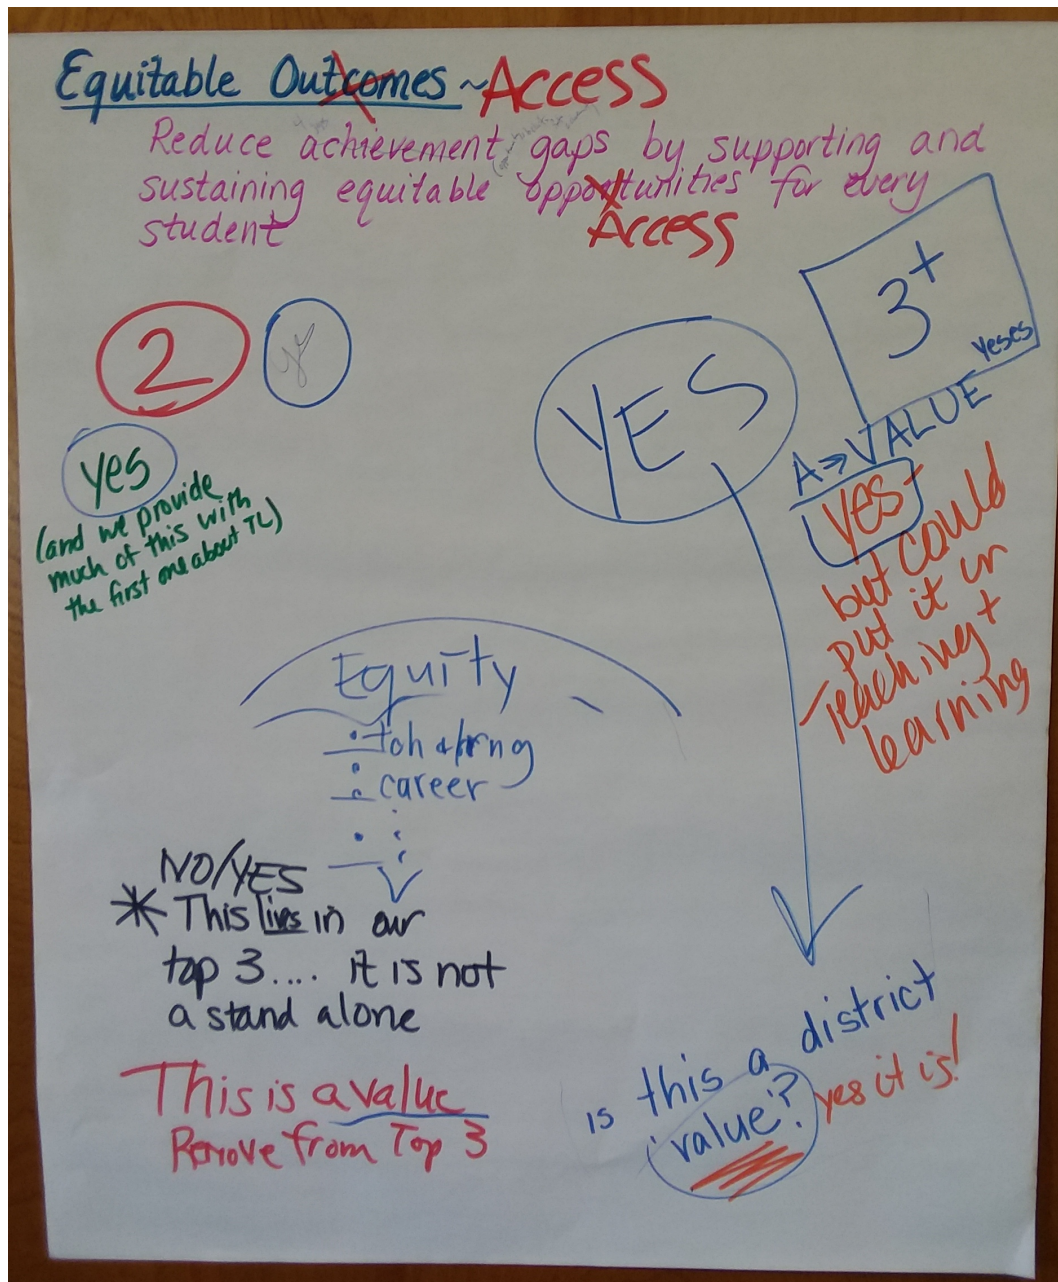 Equitable Outcomes ~ Access
Reduce achievement gaps by supporting and
sustaining equitable opportunities for every
student
Access
2
3+
yeses
YES
A => VALUE
yes
(and we provide
much of this with
the first one about TL)
yes-
but could
put it in
Teaching +
learning
Equity
tch & lrng
career
NO/YES
* This lives in our
top 3.... it is not
a stand alone
This is a value
Remove from Top 3
is this a district
'value'?
yes it is!